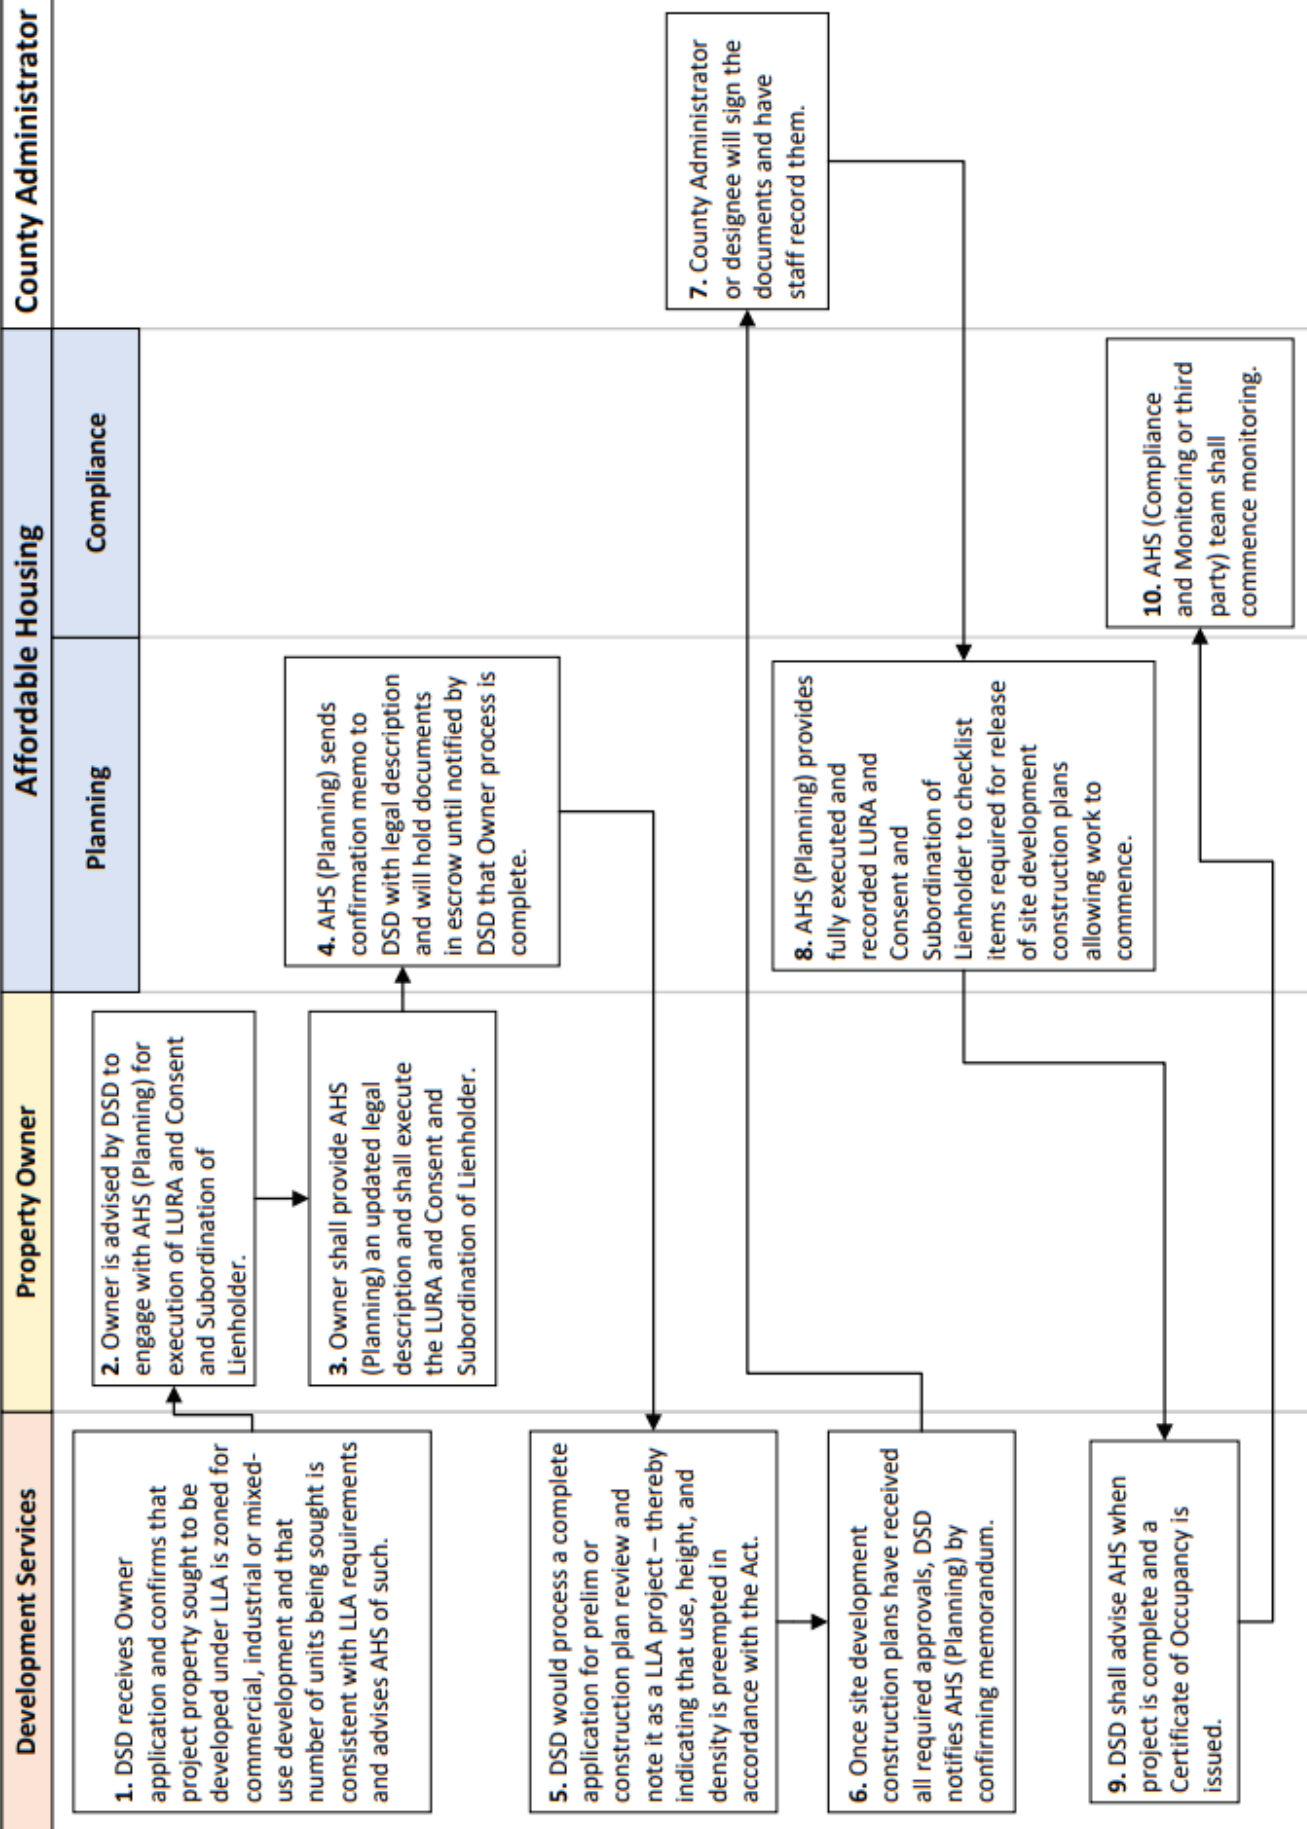 Development Services
Property Owner
Affordable Housing
County Administrator
Planning
Compliance
1. DSD receives Owner
application and confirms that
project property sought to be
developed under LLA is zoned for
commercial, industrial or mixed-
use development and that
number of units being sought is
consistent with LLA requirements
and advises AHS of such.
2. Owner is advised by DSD to
engage with AHS (Planning) for
execution of LURA and Consent
and Subordination of
Lienholder.
3. Owner shall provide AHS
(Planning) an updated legal
description and shall execute
the LURA and Consent and
Subordination of Lienholder.
4. AHS (Planning) sends
confirmation memo to
DSD with legal description
and will hold documents
in escrow until notified by
DSD that Owner process is
complete.
5. DSD would process a complete
application for prelim or
construction plan review and
note it as a LLA project – thereby
indicating that use, height, and
density is preempted in
accordance with the Act.
6. Once site development
construction plans have received
all required approvals, DSD
notifies AHS (Planning) by
confirming memorandum.
7. County Administrator
or designee will sign the
documents and have
staff record them.
8. AHS (Planning) provides
fully executed and
recorded LURA and
Consent and
Subordination of
Lienholder to checklist
items required for release
of site development
construction plans
allowing work to
commence.
9. DSD shall advise AHS when
project is complete and a
Certificate of Occupancy is
issued.
10. AHS (Compliance
and Monitoring or third
party) team shall
commence monitoring.